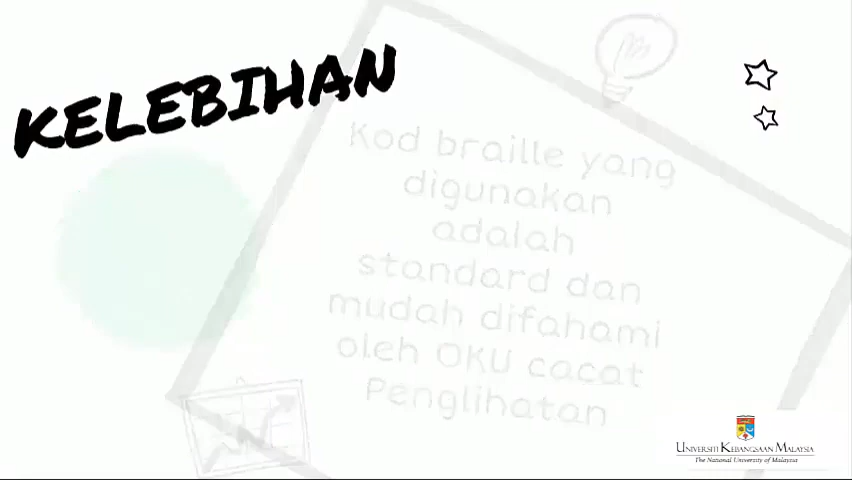 KELEBIHAN
Kod braille yang
digunakan
adalah
standard dan
mudah difahami
oleh OKU cacat
Penglihatan
UNIVERSITI KEBANGSAAN MALAYSIA
The National University of Malaysia